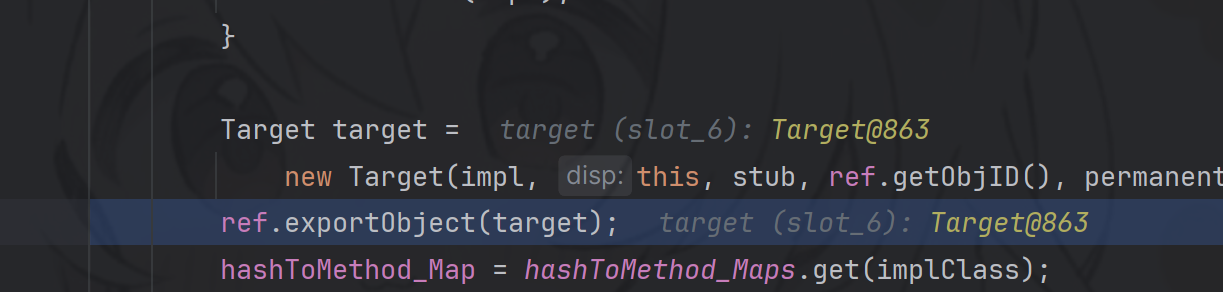 }
Target target = target (slot_6): Target@863
new Target(impl, disp: this, stub, ref.getObjID(), permanent
ref.exportObject(target); target (slot_6): Target@863
hashToMethod_Map = hashToMethod_Maps.get(implClass);